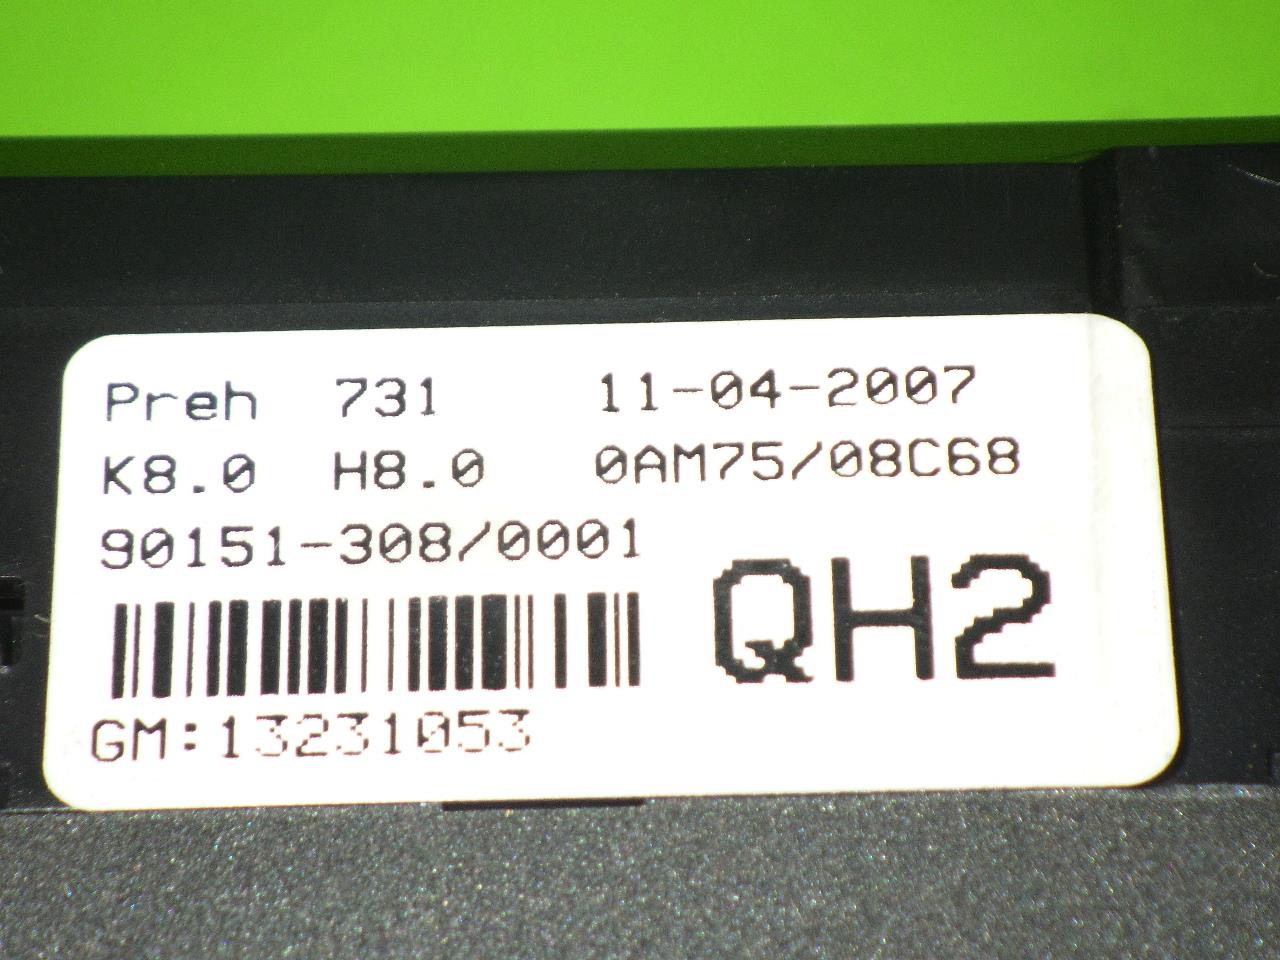 Preh 731 11-04-2007
K8.0 H8.0 0AM75/08C68
90151-308/0001
QH2
GM:13231053